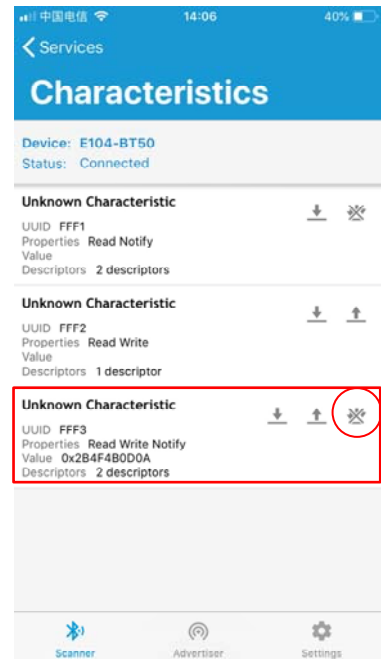 中国电信 14:06 40%
Services
Characteristics
Device: E104-BT50
Status: Connected
Unknown Characteristic
UUID FFF1
Properties Read Notify
Value
Descriptors 2 descriptors
Unknown Characteristic
UUID FFF2
Properties Read Write
Value
Descriptors 1 descriptor
Unknown Characteristic
UUID FFF3
Properties Read Write Notify
Value 0x2B4F4B0D0A
Descriptors 2 descriptors
Scanner Advertiser Settings